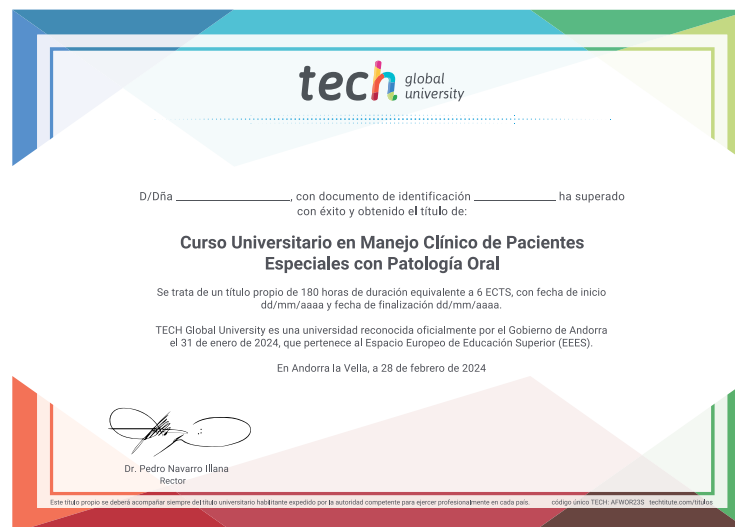 tech global university
D/Dña ____________________, con documento de identificación ______________ ha superado
con éxito y obtenido el título de:
Curso Universitario en Manejo Clínico de Pacientes
Especiales con Patología Oral
Se trata de un título propio de 180 horas de duración equivalente a 6 ECTS, con fecha de inicio
dd/mm/aaaa y fecha de finalización dd/mm/aaaa.
TECH Global University es una universidad reconocida oficialmente por el Gobierno de Andorra
el 31 de enero de 2024, que pertenece al Espacio Europeo de Educación Superior (EEES).
En Andorra la Vella, a 28 de febrero de 2024
Dr. Pedro Navarro Illana
Rector
Este título propio se deberá acompañar siempre del título universitario habilitante expedido por la autoridad competente para ejercer profesionalmente en cada país. código único TECH: AFWOR23S techtitute.com/titulos